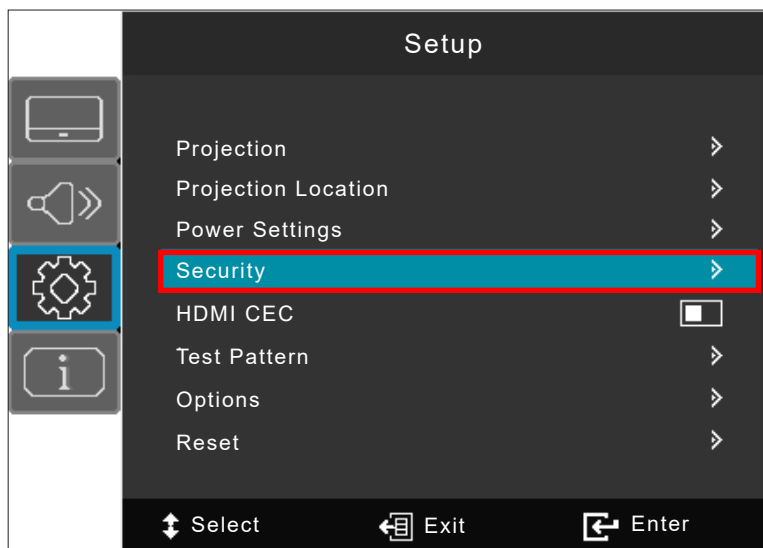 Setup
Projection
Projection Location
Power Settings
Security
HDMI CEC
Test Pattern
Options
i
Reset
Select Exit Enter